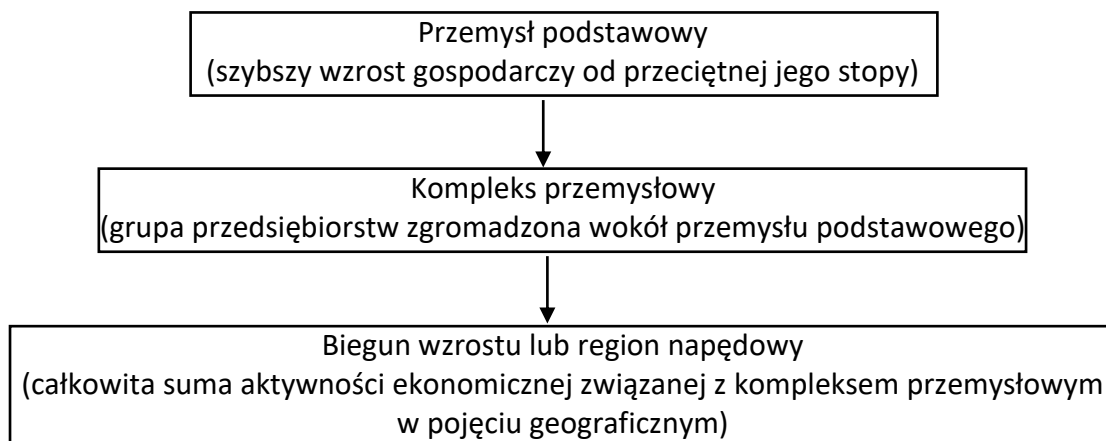 Przemysł podstawowy
(szybszy wzrost gospodarczy od przeciętnej jego stopy)
Kompleks przemysłowy
(grupa przedsiębiorstw zgromadzona wokół przemysłu podstawowego)
Biegun wzrostu lub region napędowy
(całkowita suma aktywności ekonomicznej związanej z kompleksem przemysłowym
w pojęciu geograficznym)